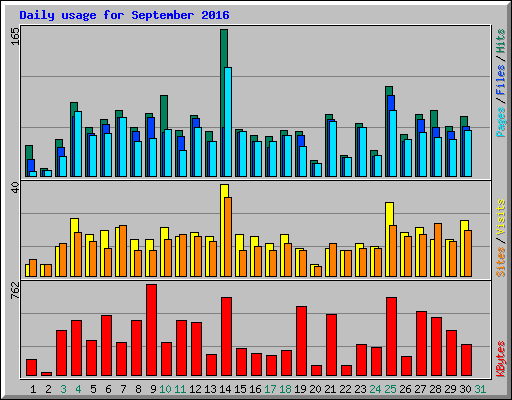 Daily usage for September 2016
165
Pages / Files / Hits
40
Sites / Visits
762
KBytes
1 2 3 4 5 6 7 8 9 10 11 12 13 14 15 16 17 18 19 20 21 22 23 24 25 26 27 28 29 30 31